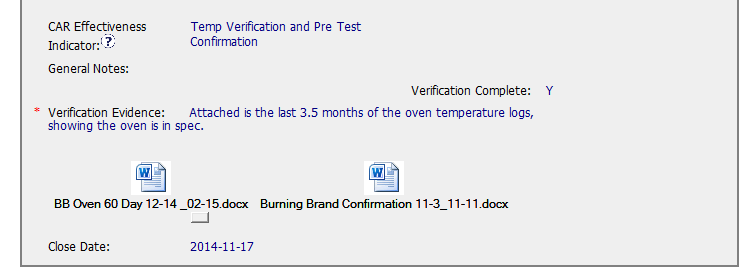 CAR Effectiveness Temp Verification and Pre Test
Indicator:? Confirmation
General Notes:
Verification Complete: Y
* Verification Evidence: Attached is the last 3.5 months of the oven temperature logs,
showing the oven is in spec.
BB Oven 60 Day 12-14 _02-15.docx Burning Brand Confirmation 11-3_11-11.docx
Close Date: 2014-11-17